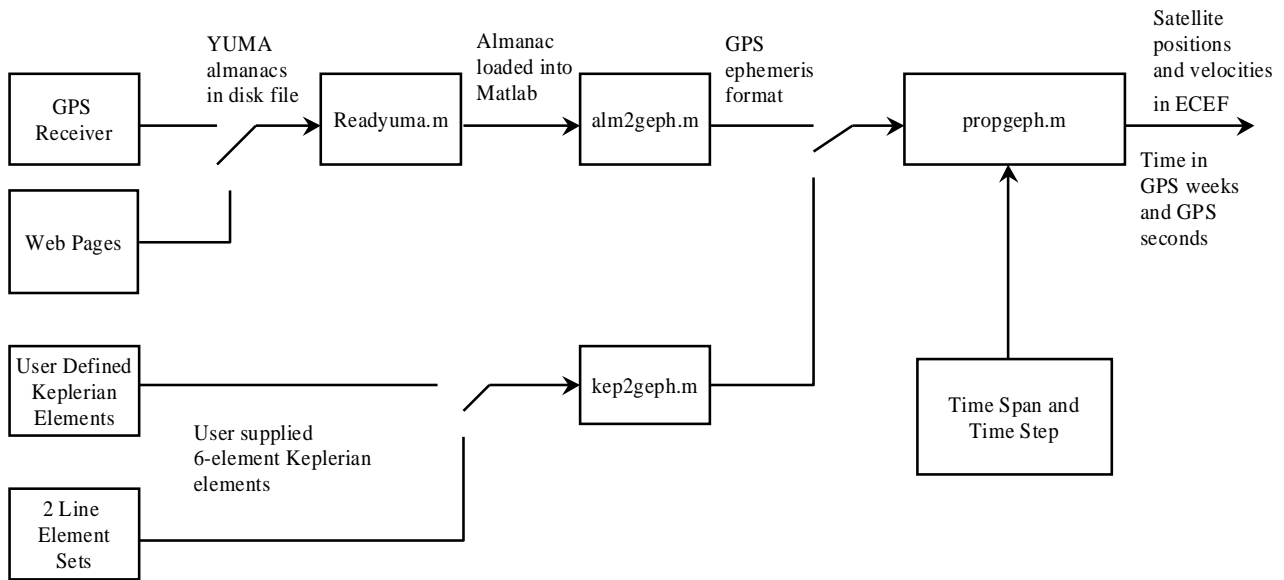 GPS
Receiver
YUMA
almanacs
in disk file
Readyuma.m
Almanac
loaded into
Matlab
alm2geph.m
GPS
ephemeris
format
propgeph.m
Satellite
positions
and velocities
in ECEF
Time in
GPS weeks
and GPS
seconds
Web Pages
User Defined
Keplerian
Elements
User supplied
6-element Keplerian
elements
kep2geph.m
Time Span and
Time Step
2 Line
Element
Sets